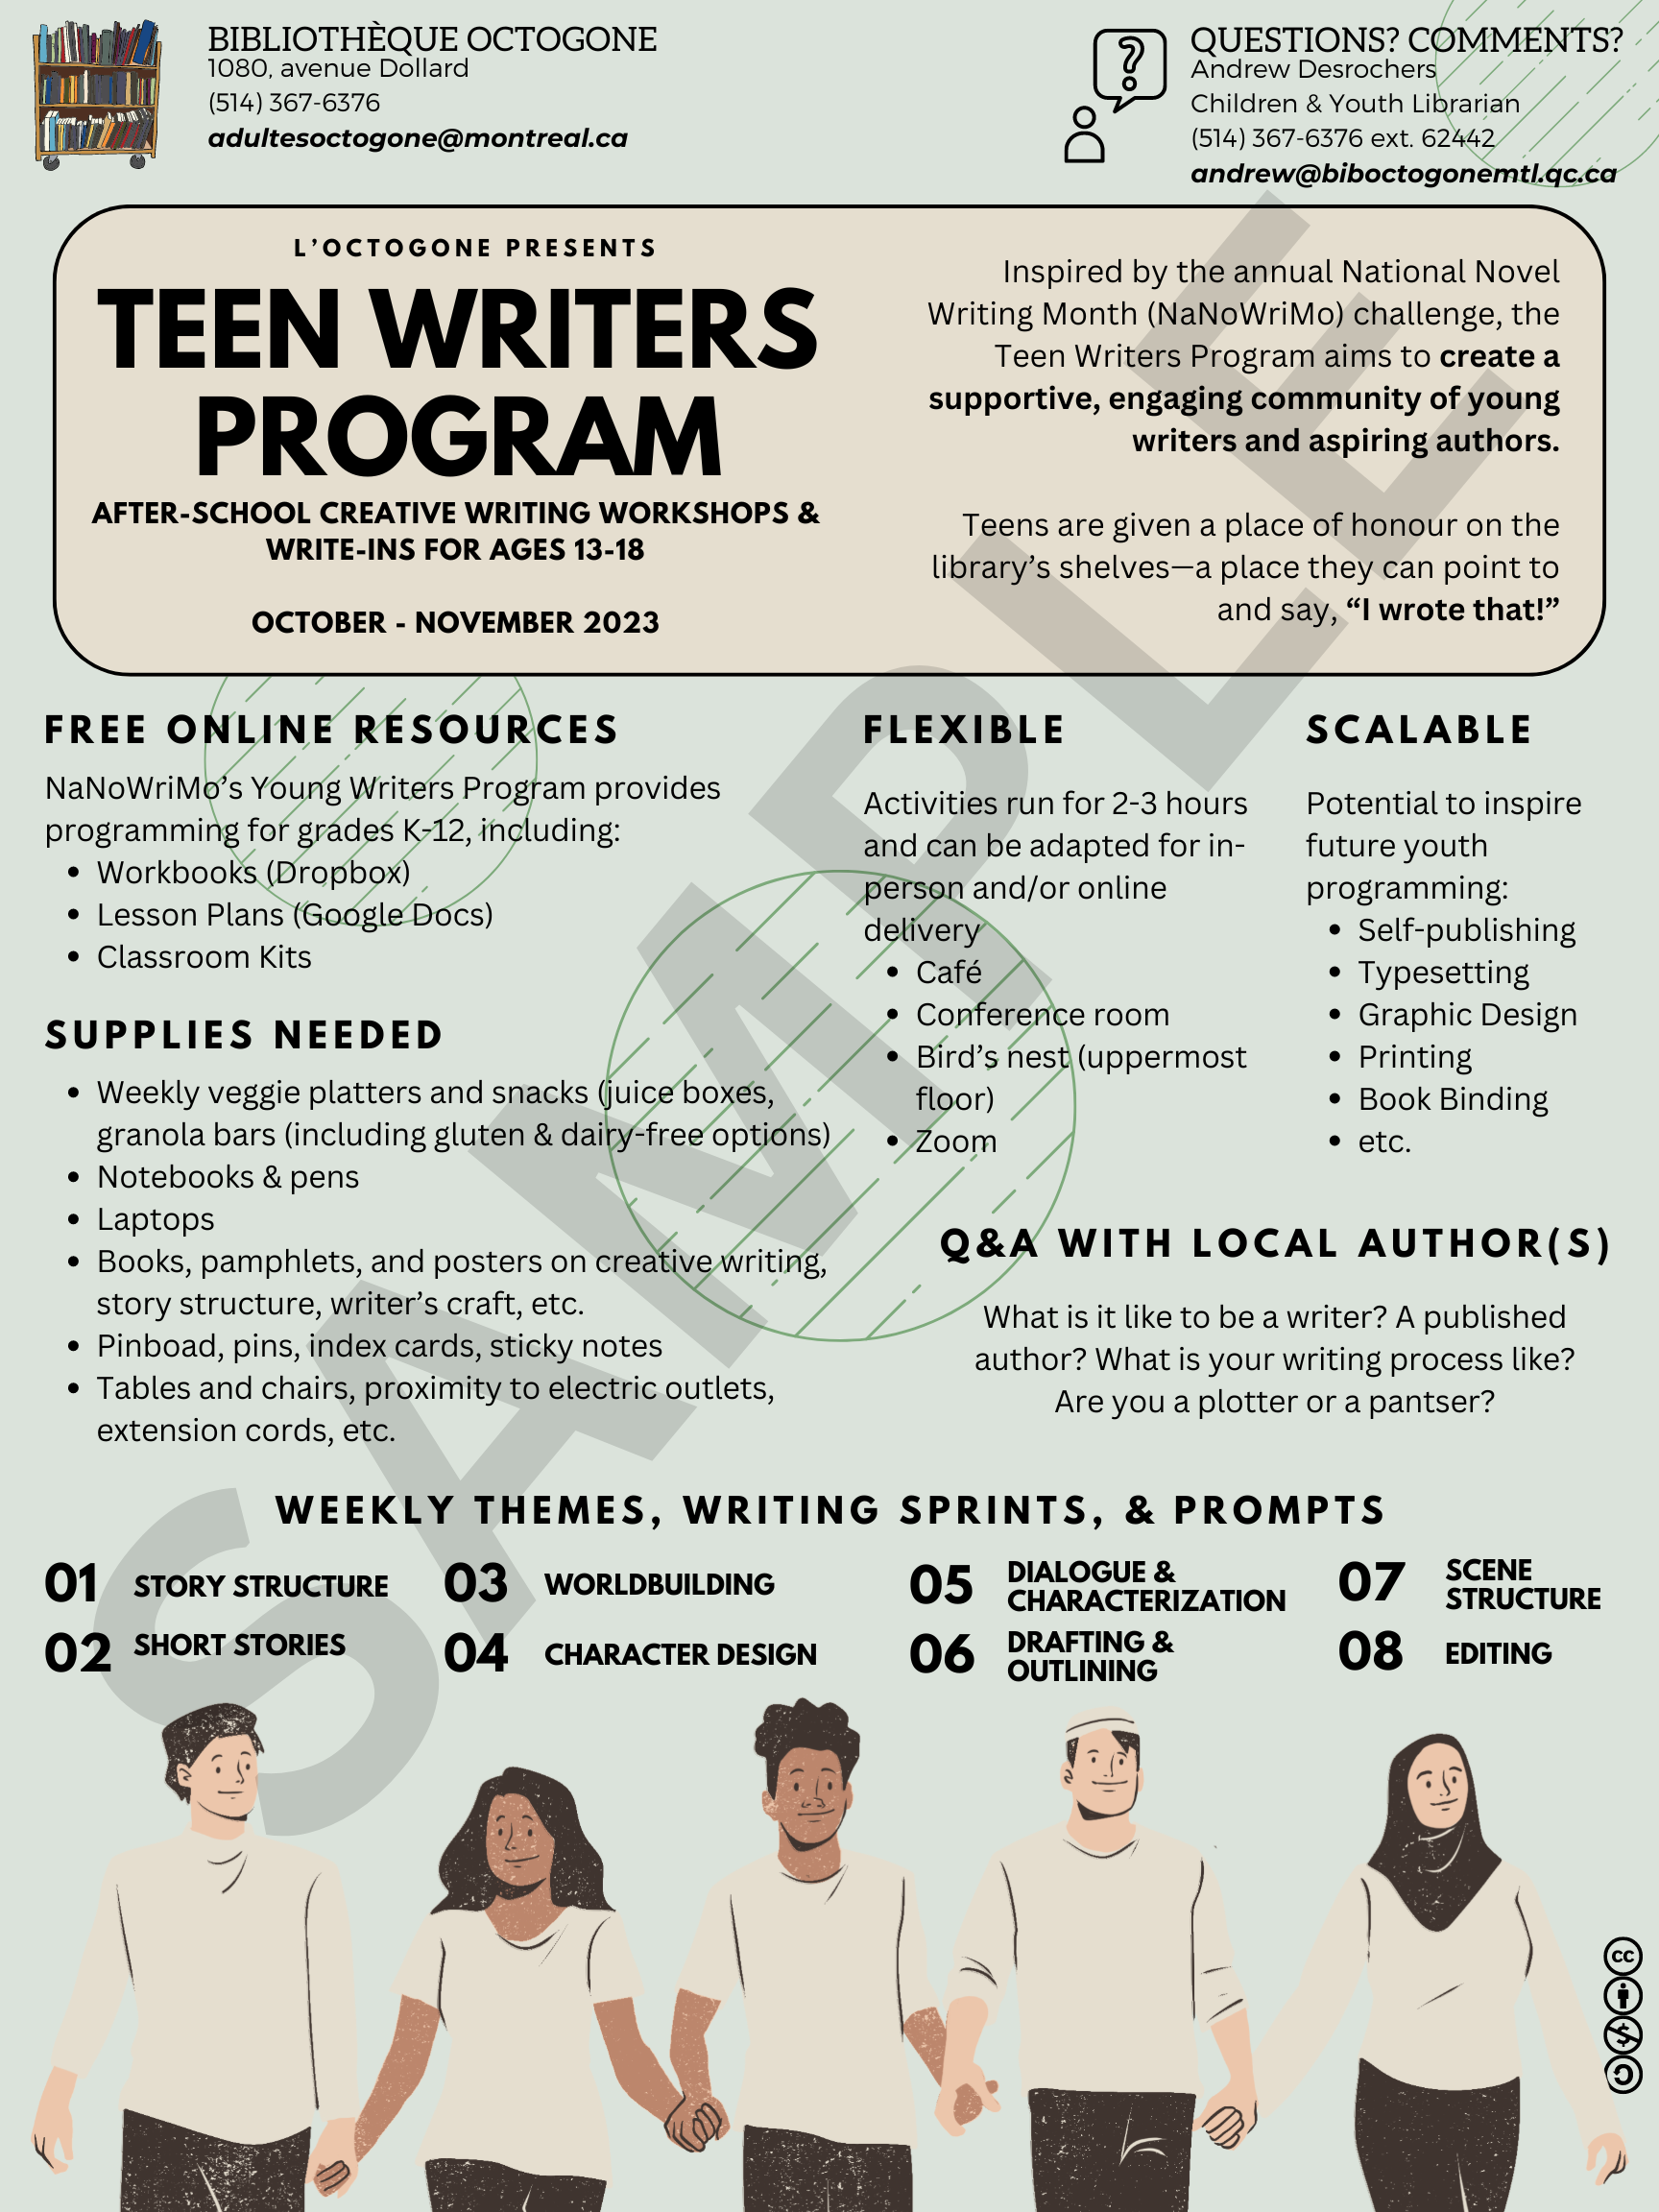 BIBLIOTHÈQUE OCTOGONE
1080, avenue Dollard
(514) 367-6376
adultesoctogone@montreal.ca
?
QUESTIONS? COMMENTS?
Andrew Desrochers
Children & Youth Librarian
(514) 367-6376 ext. 62442
andrew@biboctogonemtl.qc.ca
L'OCTOGONE PRESENTS
TEEN WRITERS
PROGRAM
AFTER-SCHOOL CREATIVE WRITING WORKSHOPS &
WRITE-INS FOR AGES 13-18
OCTOBER - NOVEMBER 2023
Inspired by the annual National Novel
Writing Month (NaNoWriMo) challenge, the
Teen Writers Program aims to create a
supportive, engaging community of young
writers and aspiring authors.
Teens are given a place of honour on the
library's shelves—a place they can point to
and say, “I wrote that!”
FREE ONLINE RESOURCES
NaNoWriMo's Young Writers Program provides
programming for grades K-12, including:
• Workbooks (Dropbox)
• Lesson Plans (Google Docs)
• Classroom Kits
SUPPLIES NEEDED
• Weekly veggie platters and snacks (juice boxes,
granola bars (including gluten & dairy-free options)
• Notebooks & pens
• Laptops
• Books, pamphlets, and posters on creative writing,
story structure, writer's craft, etc.
• Pinboad, pins, index cards, sticky notes
• Tables and chairs, proximity to electric outlets,
extension cords, etc.
FLEXIBLE
Activities run for 2-3 hours
and can be adapted for in-
person and/or online
delivery
• Café
• Conference room
• Bird's nest (uppermost
floor)
• Zoom
SCALABLE
Potential to inspire
future youth
programming:
• Self-publishing
• Typesetting
• Graphic Design
• Printing
• Book Binding
• etc.
Q&A WITH LOCAL AUTHOR(S)
What is it like to be a writer? A published
author? What is your writing process like?
Are you a plotter or a pantser?
WEEKLY THEMES, WRITING SPRINTS, & PROMPTS
01 STORY STRUCTURE
02 SHORT STORIES
03 WORLDBUILDING
04 CHARACTER DESIGN
05 DIALOGUE &
CHARACTERIZATION
06 DRAFTING &
OUTLINING
07 SCENE
STRUCTURE
08 EDITING
SAMPLE
cc
$